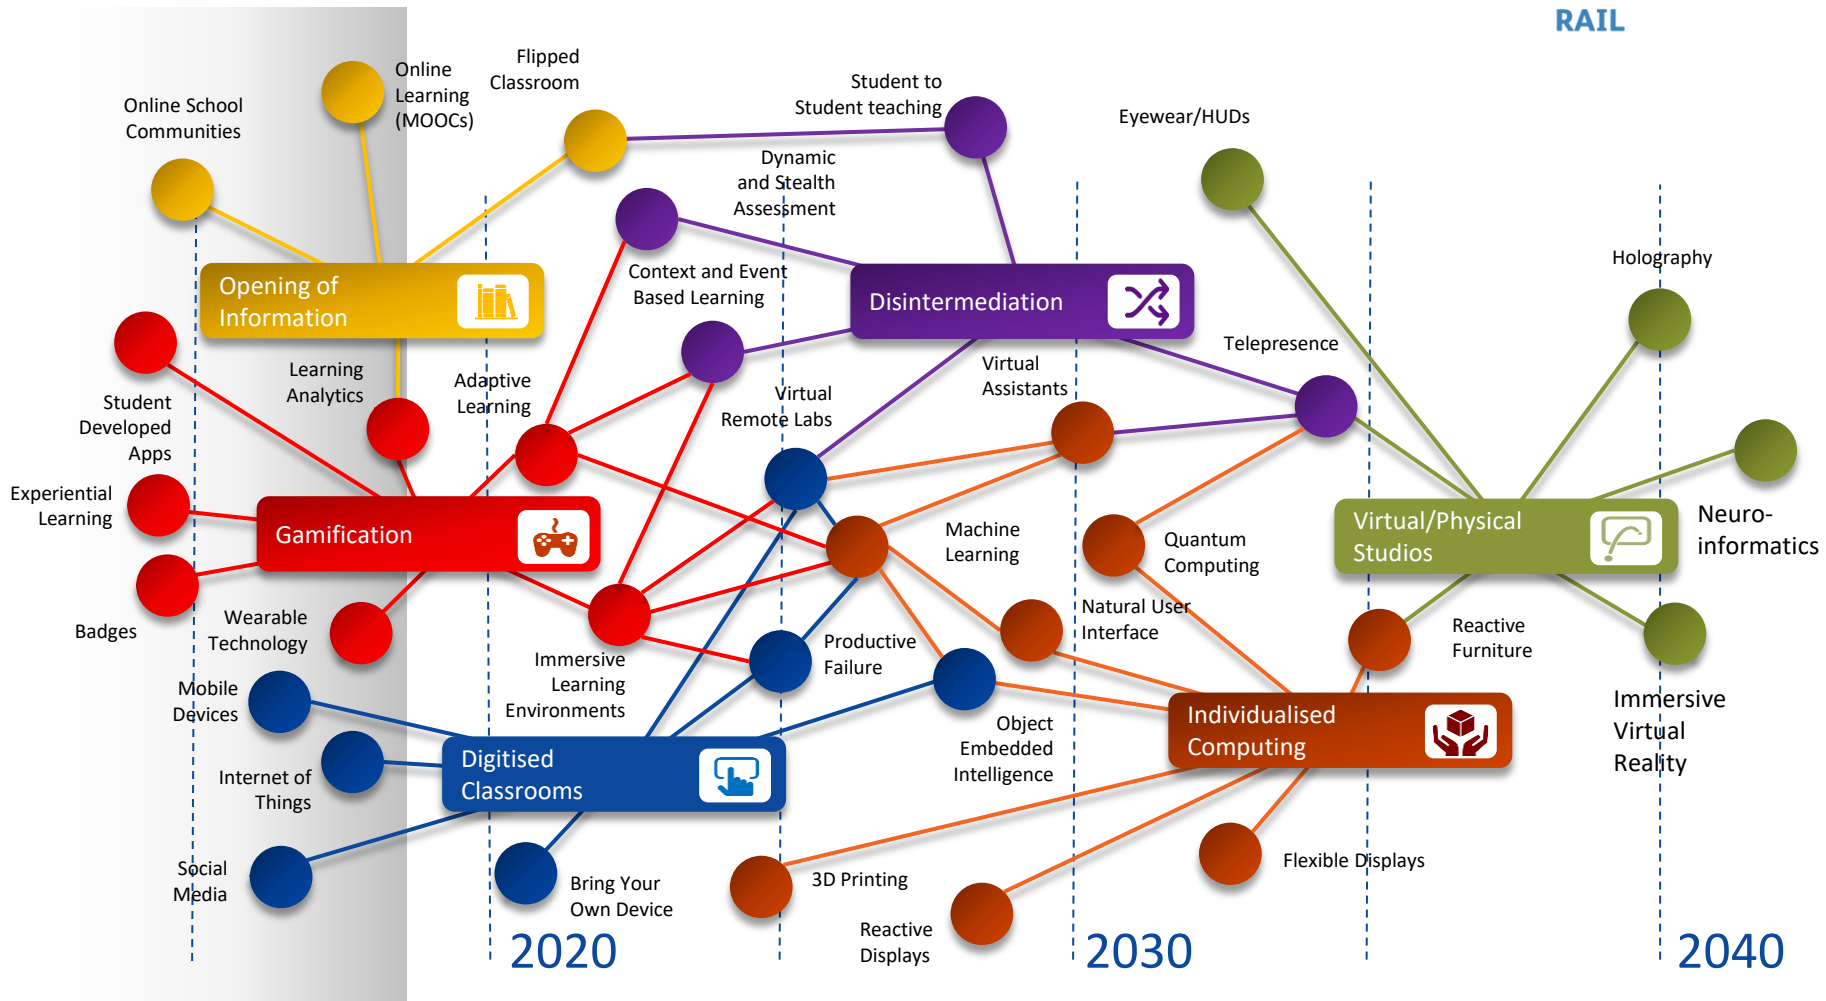 RAIL
Flipped
Classroom
Online
Learning
(MOOCs)
Online School
Communities
Student to
Student teaching
Eyewear/HUDs
Dynamic
and Stealth
Assessment
Holography
Context and Event
Based Learning
Opening of
Information
Disintermediation
Telepresence
Learning
Analytics
Adaptive
Learning
Virtual
Assistants
Virtual
Remote Labs
Student
Developed
Apps
Experiential
Learning
Gamification
Machine
Learning
Quantum
Computing
Virtual/Physical
Studios
Neuro-
informatics
Badges
Wearable
Technology
Natural User
Interface
Reactive
Furniture
Productive
Failure
Immersive
Learning
Environments
Mobile
Devices
Immersive
Virtual
Reality
Individualised
Computing
Object
Embedded
Intelligence
Digitised
Classrooms
Internet of
Things
Social
Media
Bring Your
Own Device
3D Printing
Flexible Displays
Reactive
Displays
2020
2030
2040